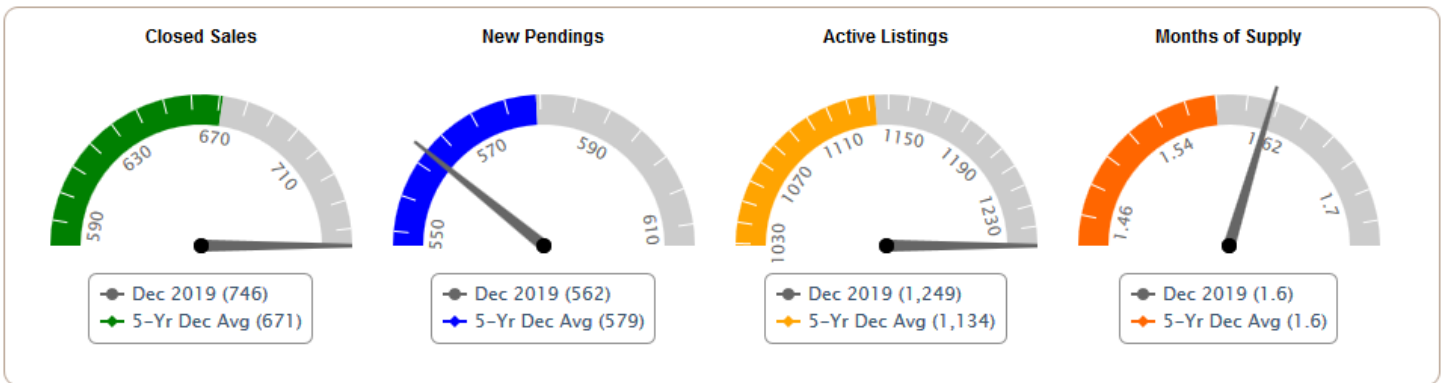 Closed Sales
590
630
670
710
Dec 2019 (746)
5-Yr Dec Avg (671)
New Pendings
550
570
590
610
Dec 2019 (562)
5-Yr Dec Avg (579)
Active Listings
1030
1070
1110
1150
1190
1230
Dec 2019 (1,249)
5-Yr Dec Avg (1,134)
Months of Supply
1.46
1.54
1.62
1.7
Dec 2019 (1.6)
5-Yr Dec Avg (1.6)